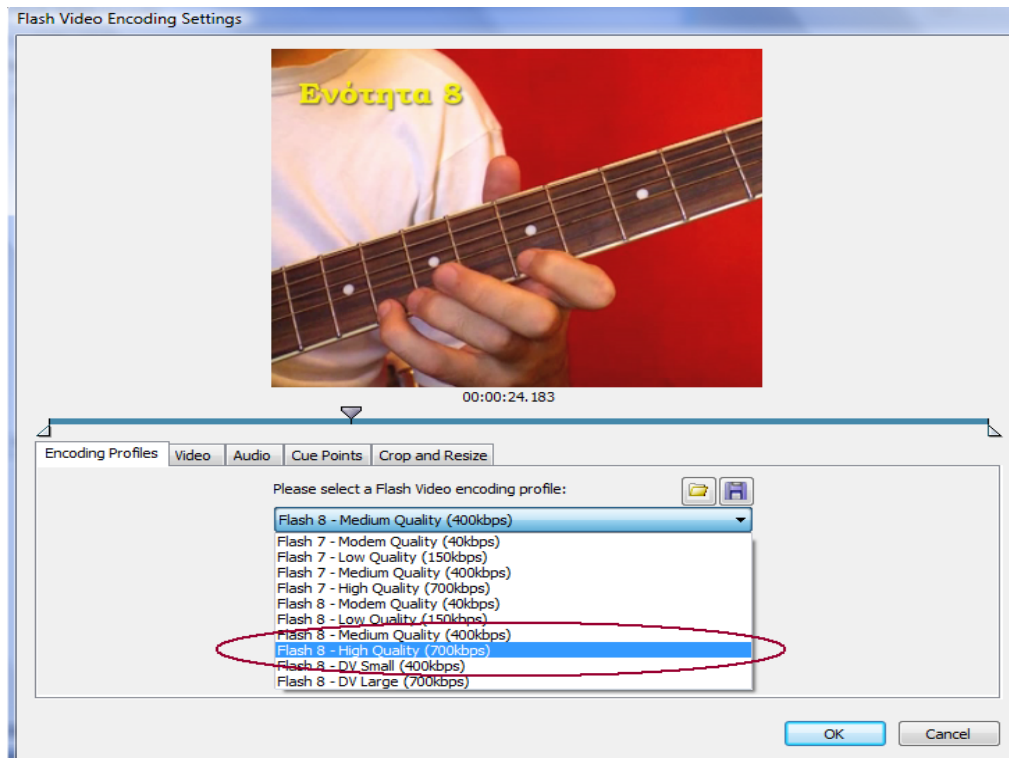 Flash Video Encoding Settings
Ενότητα 8
00:00:24.183
Encoding Profiles Video Audio Cue Points Crop and Resize
Please select a Flash Video encoding profile:
Flash 8 - Medium Quality (400kbps)
Flash 7 - Modem Quality (40kbps)
Flash 7 - Low Quality (150kbps)
Flash 7 - Medium Quality (400kbps)
Flash 7 - High Quality (700kbps)
Flash 8 - Modem Quality (40kbps)
Flash 8 - Low Quality (150kbps)
Flash 8 - Medium Quality (400kbps)
Flash 8 - High Quality (700kbps)
Flash 8 - DV Small (400kbps)
Flash 8 - DV Large (700kbps)
OK Cancel